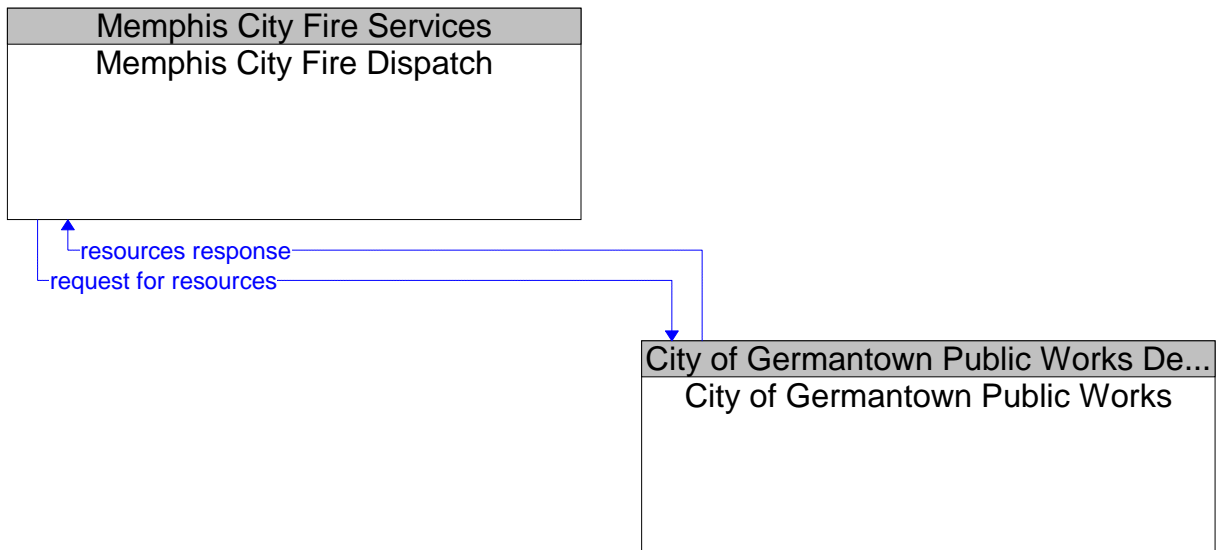 Memphis City Fire Services
Memphis City Fire Dispatch
resources response
request for resources
City of Germantown Public Works De...
City of Germantown Public Works